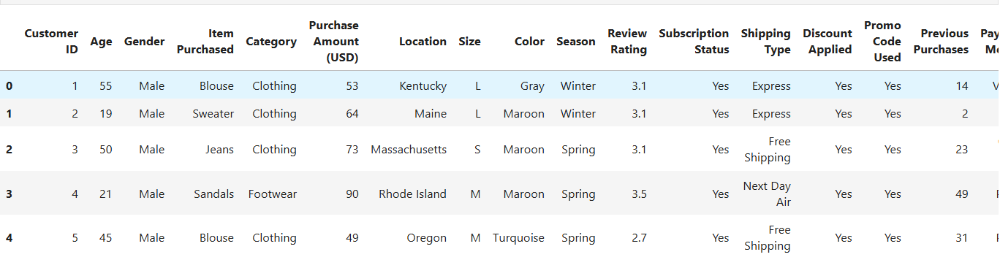 Customer ID Age Gender Item Purchased Category Purchase Amount (USD) Location Size Color Season Review Rating Subscription Status Shipping Type Discount Applied Promo Code Used Previous Purchases
0 1 55 Male Blouse Clothing 53 Kentucky L Gray Winter 3.1 Yes Express Yes Yes 14
1 2 19 Male Sweater Clothing 64 Maine L Maroon Winter 3.1 Yes Express Yes Yes 2
2 3 50 Male Jeans Clothing 73 Massachusetts S Maroon Spring 3.1 Yes Free Shipping Yes Yes 23
3 4 21 Male Sandals Footwear 90 Rhode Island M Maroon Spring 3.5 Yes Next Day Air Yes Yes 49
4 5 45 Male Blouse Clothing 49 Oregon M Turquoise Spring 2.7 Yes Free Shipping Yes Yes 31